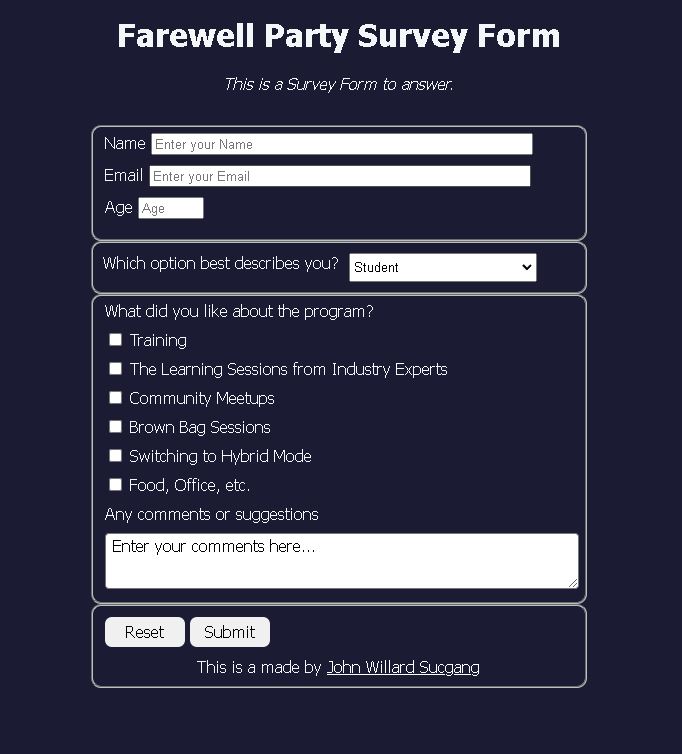 Farewell Party Survey Form
This is a Survey Form to answer.
Name Enter your Name
Email Enter your Email
Age Age
Which option best describes you? Student
What did you like about the program?
Training
The Learning Sessions from Industry Experts
Community Meetups
Brown Bag Sessions
Switching to Hybrid Mode
Food, Office, etc.
Any comments or suggestions
Enter your comments here...
Reset Submit
This is a made by John Willard Sucgang